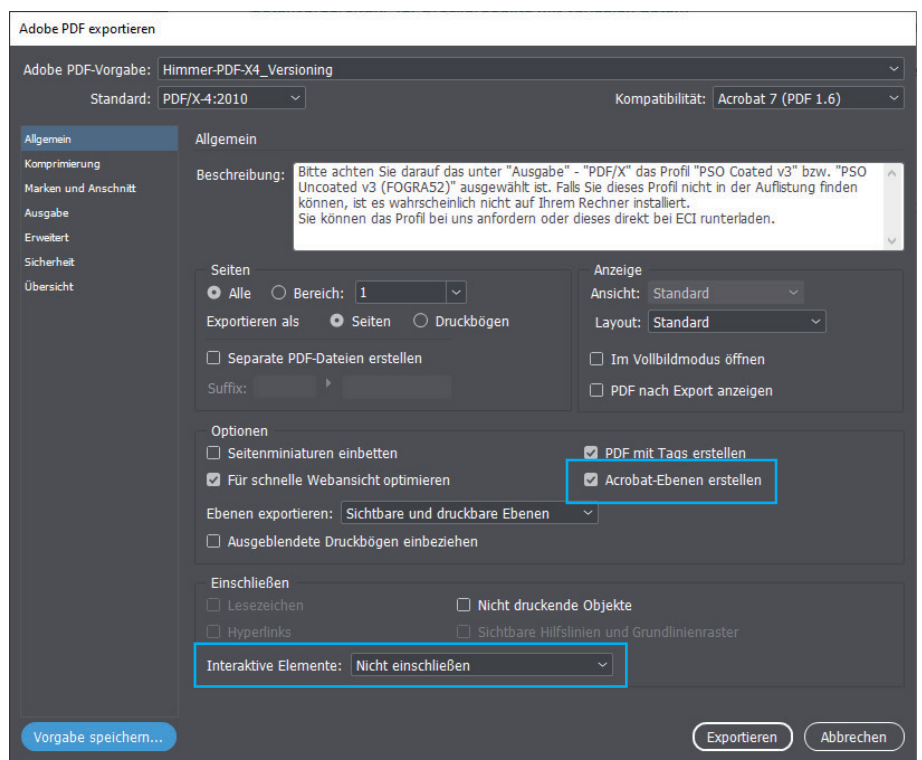 Adobe PDF exportieren
Adobe PDF-Vorgabe: Himmer-PDF-X4_Versioning
Standard: PDF/X-4:2010 Kompatibilität: Acrobat 7 (PDF 1.6)
Allgemein
Komprimierung
Marken und Anschnitt
Ausgabe
Erweitert
Sicherheit
Übersicht
Allgemein
Beschreibung: Bitte achten Sie darauf das unter "Ausgabe" - "PDF/X" das Profil "PSO Coated v3" bzw. "PSO
Uncoated v3 (FOGRA52)" ausgewählt ist. Falls Sie dieses Profil nicht in der Auflistung finden
können, ist es wahrscheinlich nicht auf Ihrem Rechner installiert.
Sie können das Profil bei uns anfordern oder dieses direkt bei ECI runterladen.
Seiten
Alle Bereich: 1
Exportieren als Seiten Druckbögen
Separate PDF-Dateien erstellen
Suffix:
Anzeige
Ansicht: Standard
Layout: Standard
Im Vollbildmodus öffnen
PDF nach Export anzeigen
Optionen
Seitenminiaturen einbetten PDF mit Tags erstellen
Für schnelle Webansicht optimieren Acrobat-Ebenen erstellen
Ebenen exportieren: Sichtbare und druckbare Ebenen
Ausgeblendete Druckbögen einbeziehen
Einschließen
Lesezeichen Nicht druckende Objekte
Hyperlinks Sichtbare Hilfslinien und Grundlinienraster
Interaktive Elemente: Nicht einschließen
Vorgabe speichern... Exportieren Abbrechen